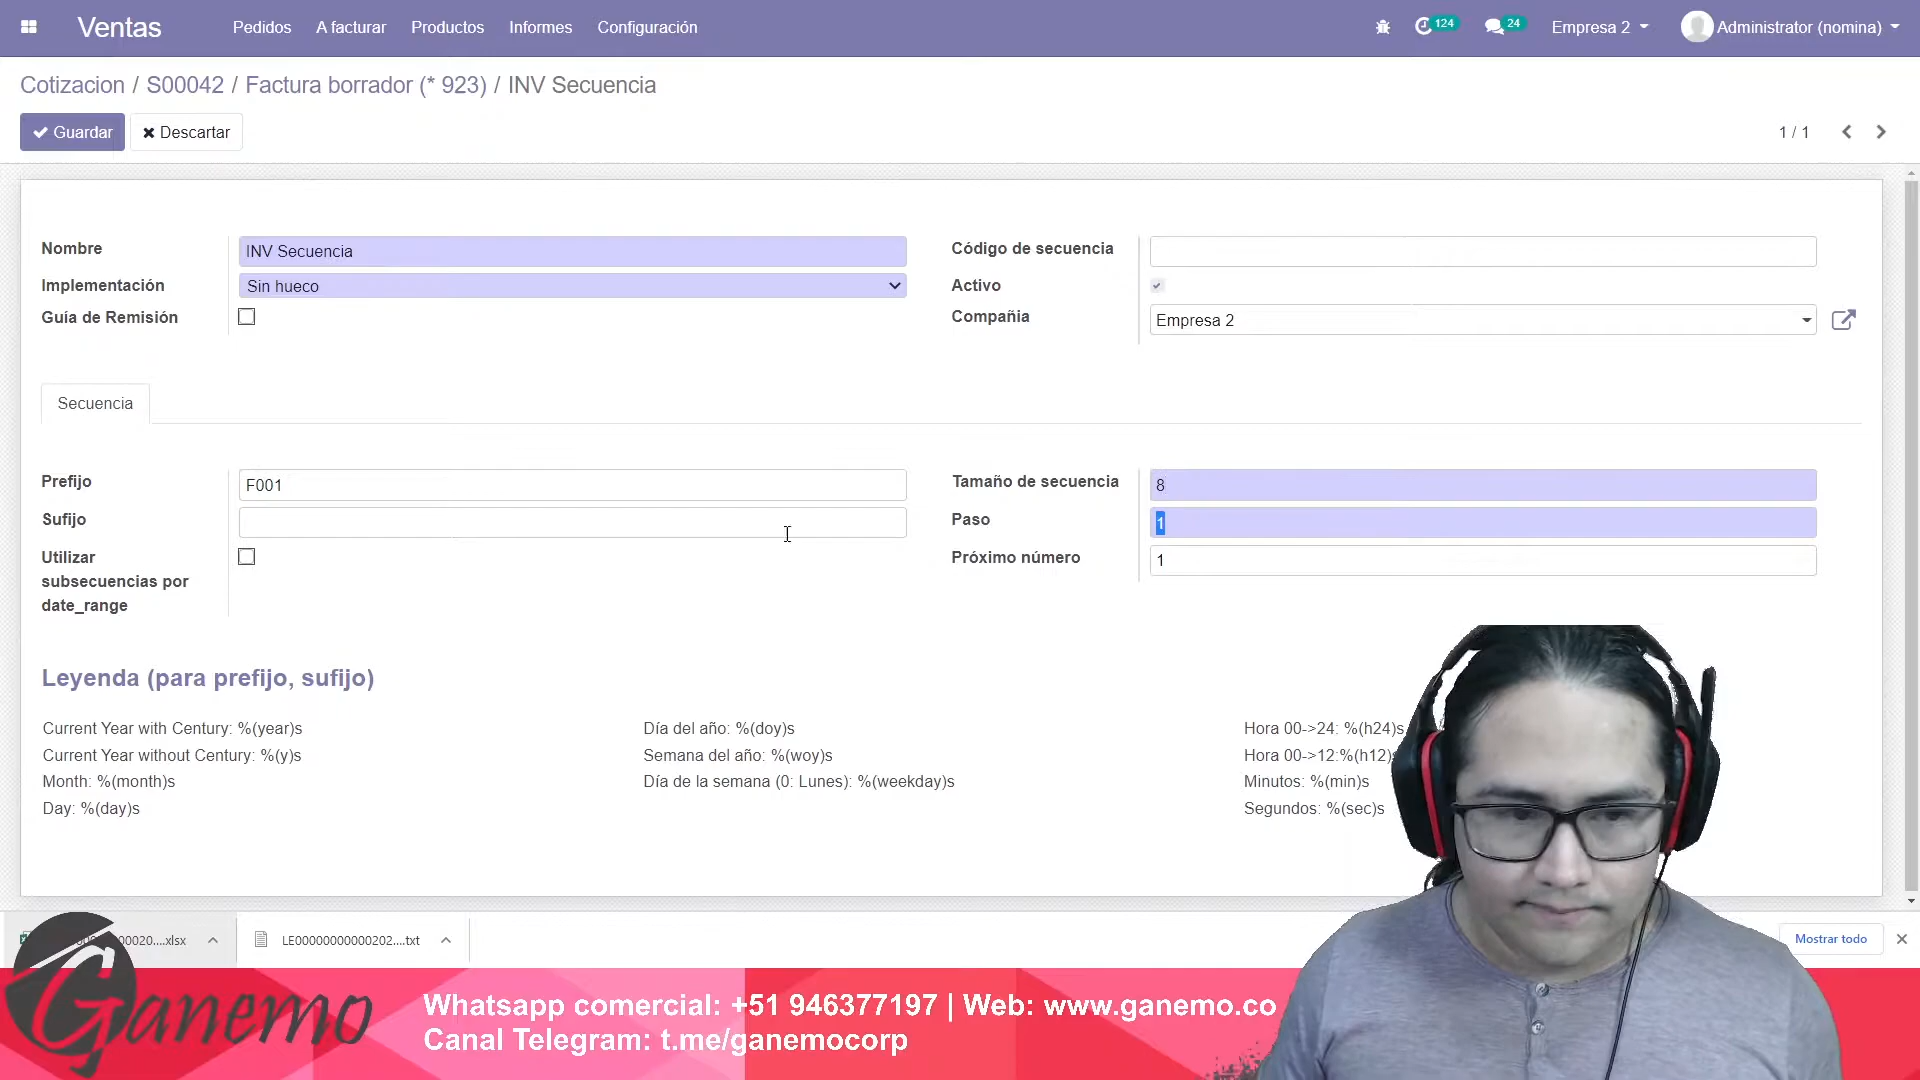 Ventas Pedidos A facturar Productos Informes Configuración 124 24 Empresa 2 Administrator (nomina)
Cotizacion / S00042 / Factura borrador (* 923) / INV Secuencia
Guardar Descartar 1 / 1
Nombre INV Secuencia Código de secuencia
Implementación Sin hueco Activo
Guía de Remisión Compañia Empresa 2
Secuencia
Prefijo F001 Tamaño de secuencia 8
Sufijo Paso 1
Utilizar subsecuencias por date_range Próximo número 1
Leyenda (para prefijo, sufijo)
Current Year with Century: %(year)s Día del año: %(doy)s Hora 00->24: %(h24)s
Current Year without Century: %(y)s Semana del año: %(woy)s Hora 00->12:%(h12)s
Month: %(month)s Día de la semana (0: Lunes): %(weekday)s Minutos: %(min)s
Day: %(day)s Segundos: %(sec)s
LE00000000000202....txt Mostrar todo
Ganemo
Whatsapp comercial: +51 946377197 | Web: www.ganemo.co
Canal Telegram: t.me/ganemocorp